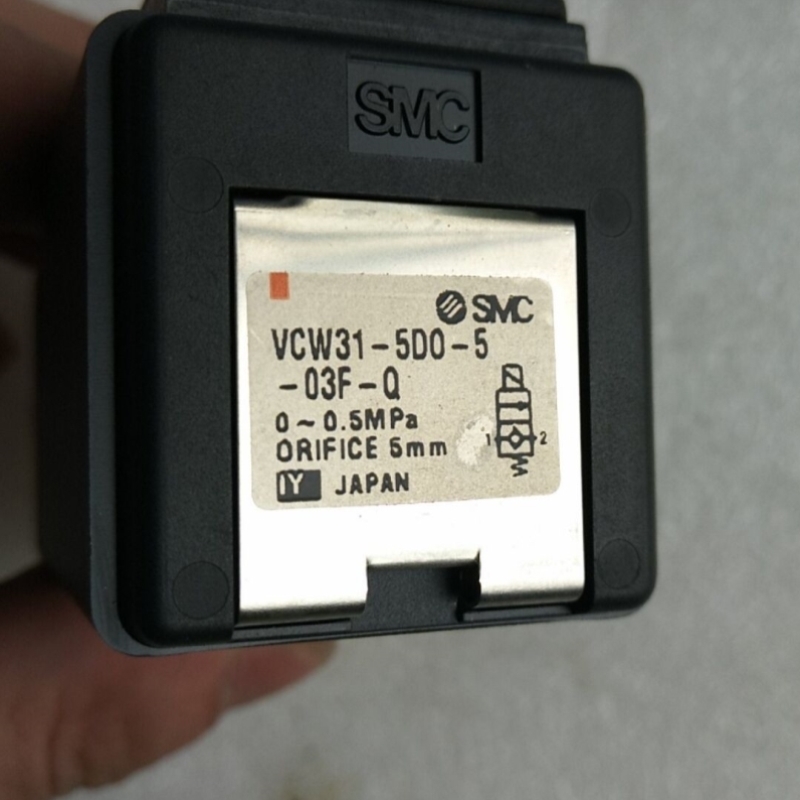 SMC
SMC
VCW31-5D0-5
-03F-Q
0~0.5MPa
ORIFICE 5mm
1 2
IY JAPAN